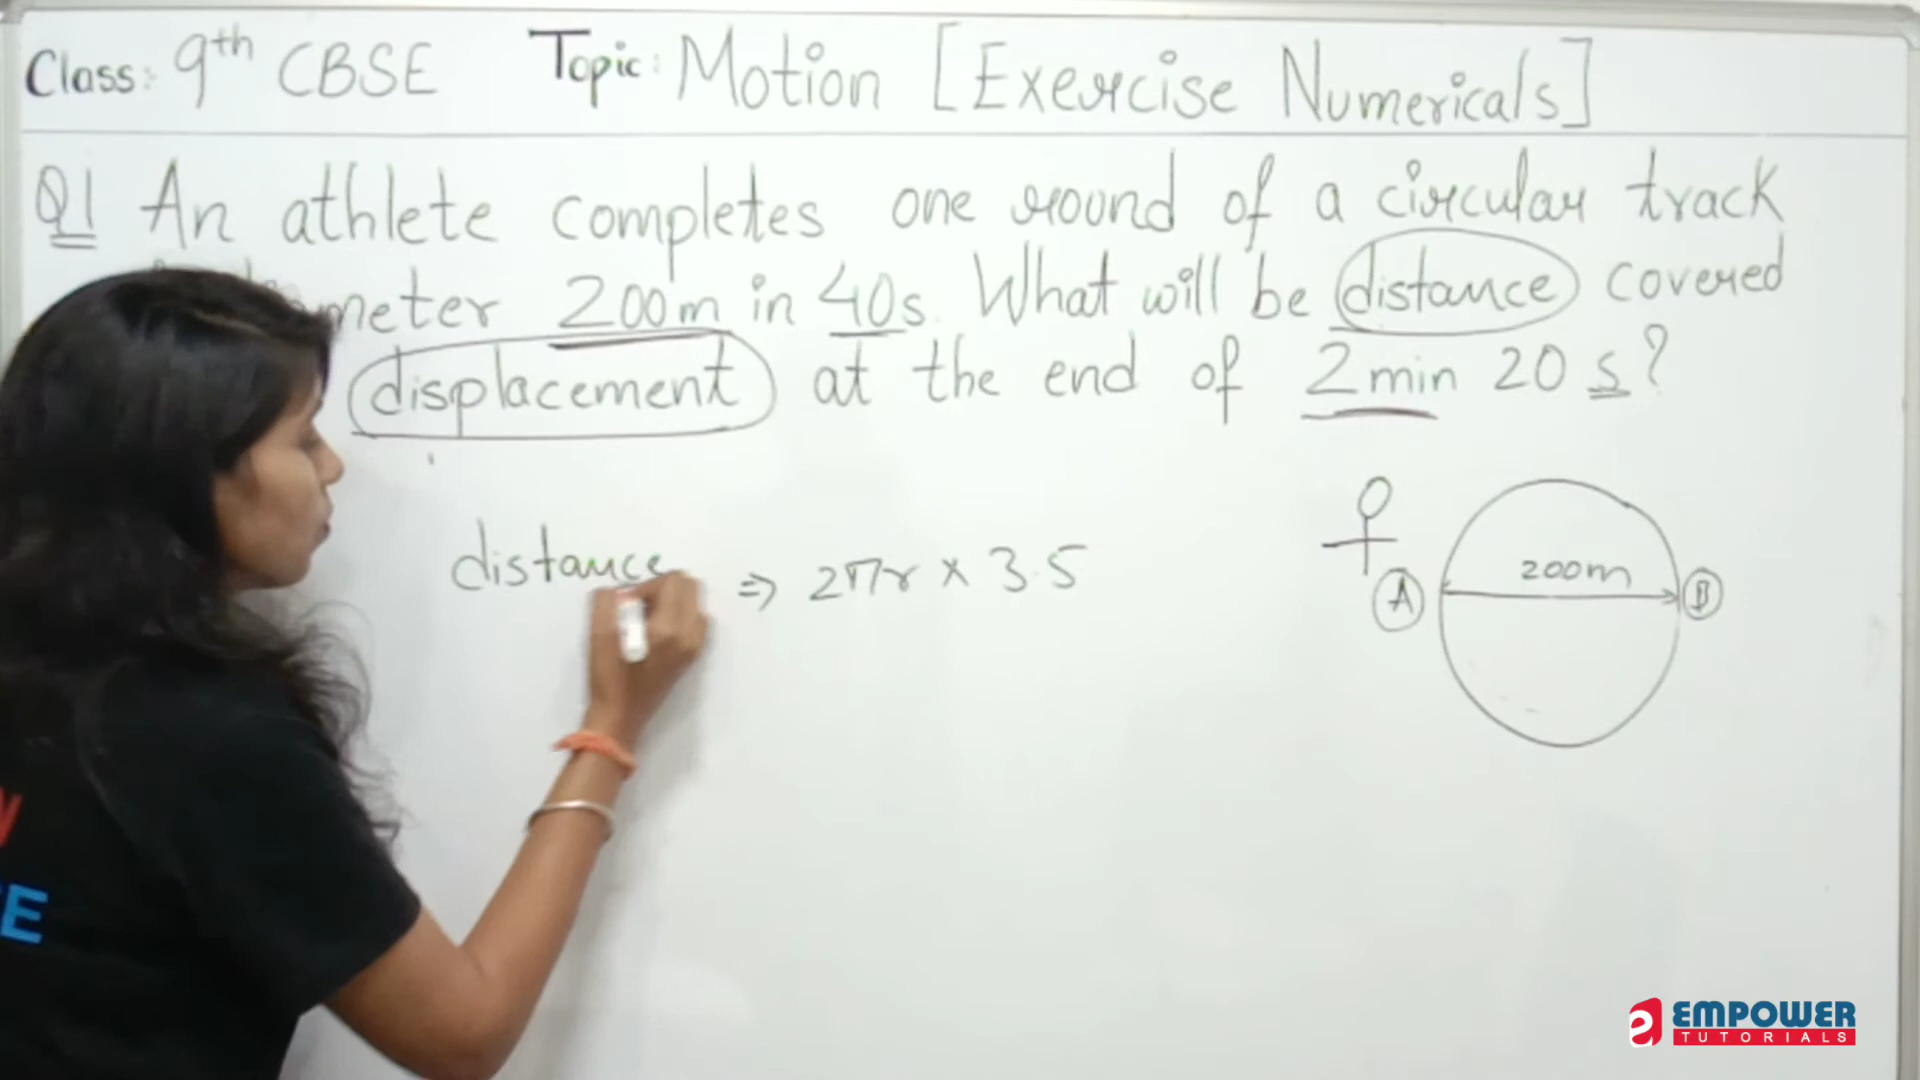 Class: 9th CBSE Topic: Motion [Exercise Numericals]
Q1 An athlete completes one round of a circular track
meter 200m in 40s. What will be distance covered
displacement at the end of 2min 20 s?
distance ⇒ 2πr × 3.5
200m
A
B
E
EMPOWER
TUTORIALS